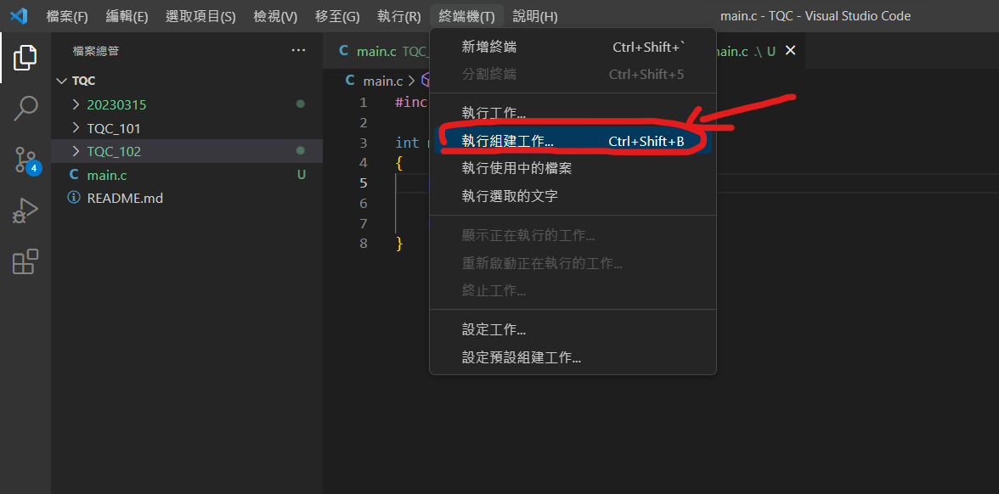 檔案(F) 編輯(E) 選取項目(S) 檢視(V) 移至(G) 執行(R) 終端機(T) 說明(H) main.c - TQC - Visual Studio Code
檔案總管 ...
TQC
20230315
TQC_101
TQC_102
main.c U
README.md
4
main.c TQC_
main.c .\ U
main.c
1 #inc
2
3 int
4 {
5
6
7
8 }
新增終端 Ctrl+Shift+`
分割終端 Ctrl+Shift+5
執行工作...
執行組建工作... Ctrl+Shift+B
執行使用中的檔案
執行選取的文字
顯示正在執行的工作...
重新啟動正在執行的工作...
終止工作...
設定工作...
設定預設組建工作...